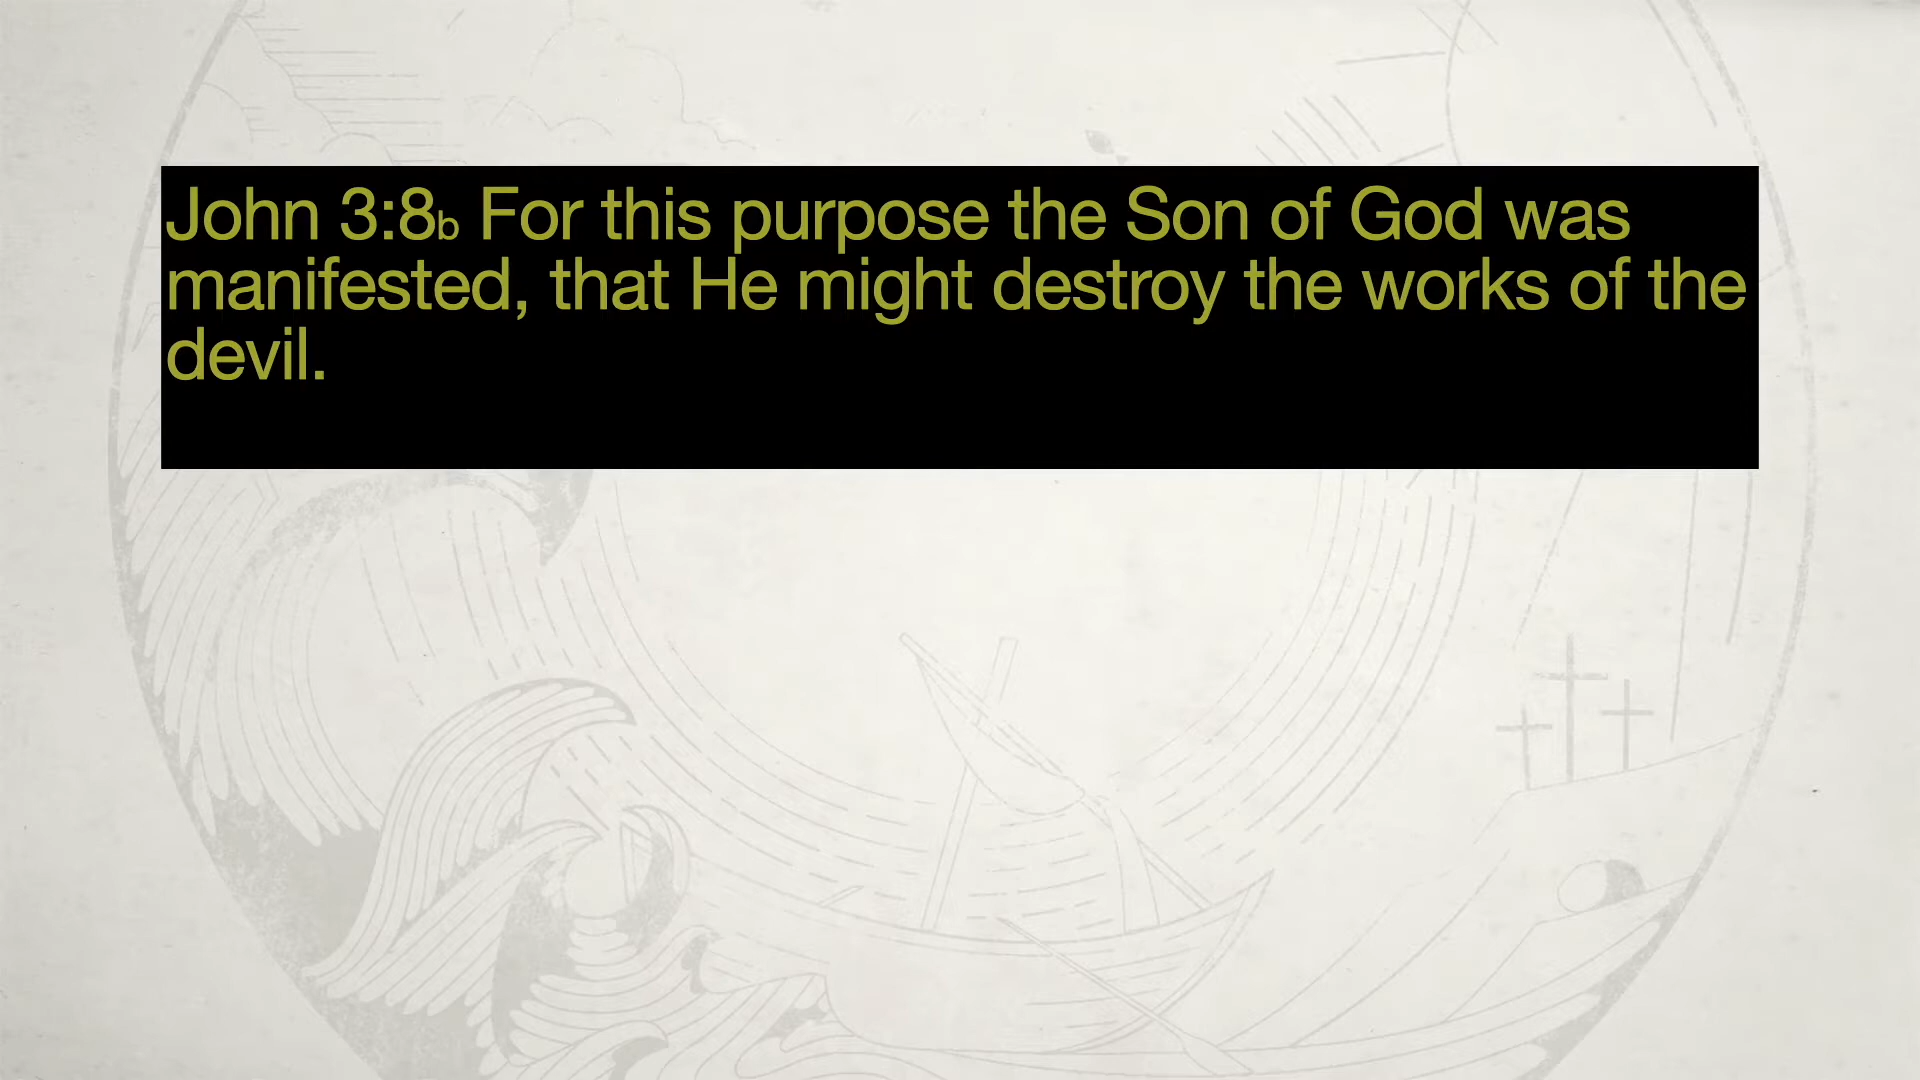 John 3:8b For this purpose the Son of God was
manifested, that He might destroy the works of the
devil.